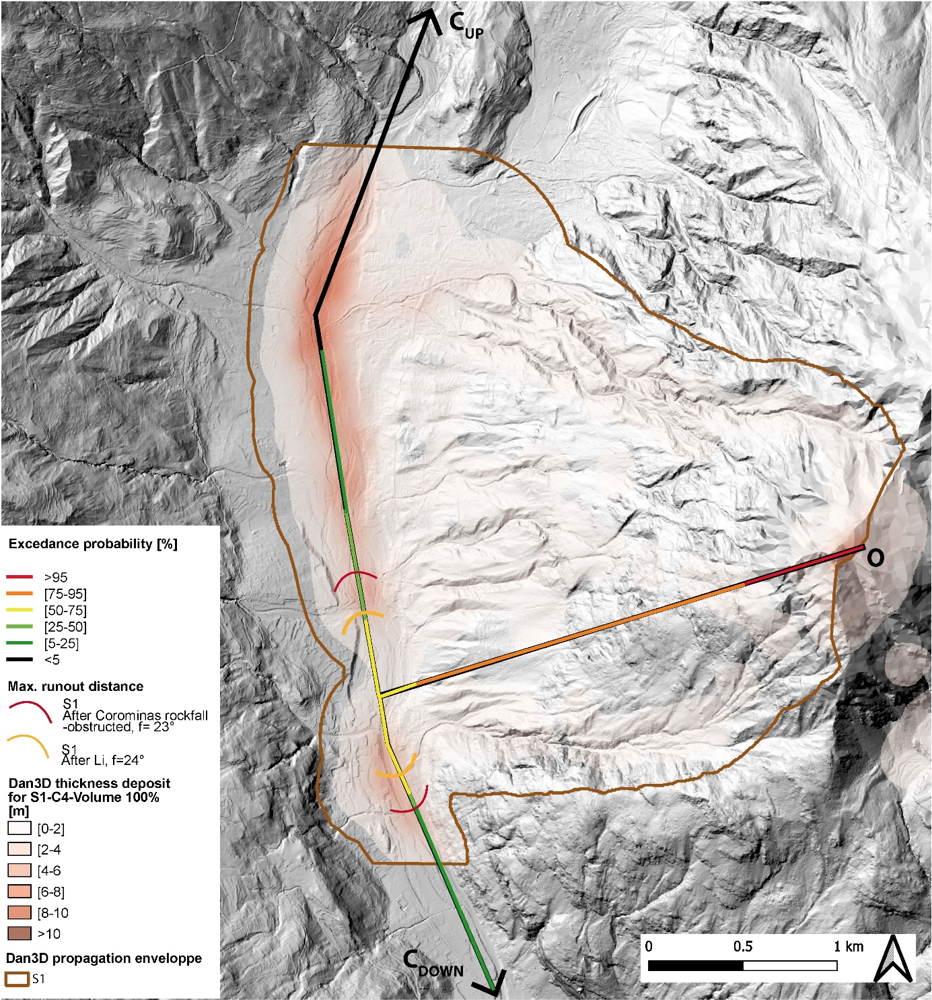 C UP
O
Excedance probability [%]
>95
[75-95]
[50-75]
[25-50]
[5-25]
<5
Max. runout distance
S1
After Corominas rockfall
-obstructed, f= 23°
S1
After Li, f=24°
Dan3D thickness deposit
for S1-C4-Volume 100%
[m]
[0-2]
[2-4
[4-6
[6-8]
[8-10
>10
Dan3D propagation enveloppe
S1
C DOWN
0 0.5 1 km